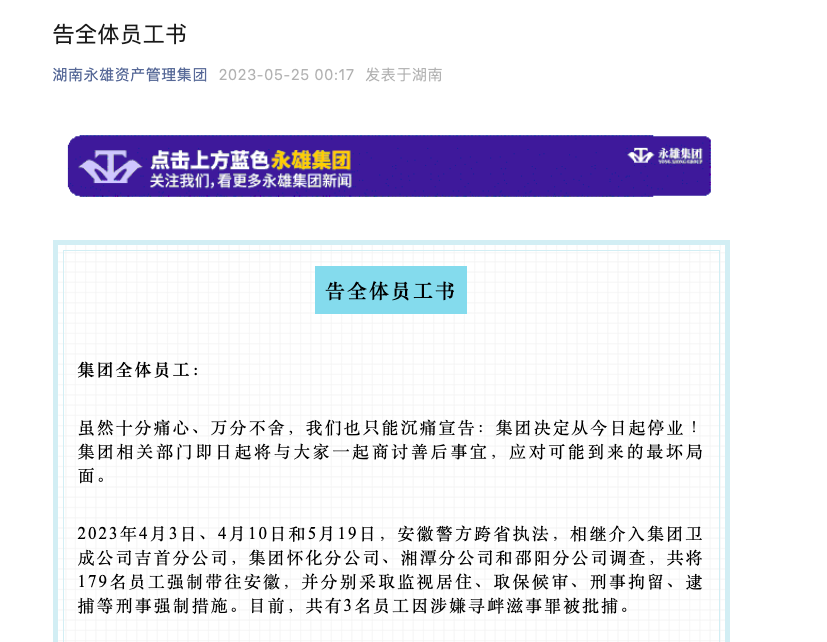 告全体员工书
湖南永雄资产管理集团 2023-05-25 00:17 发表于湖南
点击上方蓝色永雄集团
关注我们,看更多永雄集团新闻
永雄集团
YONG XIONG GROUP
告全体员工书
集团全体员工：
虽然十分痛心、万分不舍，我们也只能沉痛宣告：集团决定从今日起停业！
集团相关部门即日起将与大家一起商讨善后事宜，应对可能到来的最坏局
面。
2023年4月3日、4月10日和5月19日，安徽警方跨省执法，相继介入集团卫
成公司吉首分公司，集团怀化分公司、湘潭分公司和邵阳分公司调查，共将
179名员工强制带往安徽，并分别采取监视居住、取保候审、刑事拘留、逮
捕等刑事强制措施。目前，共有3名员工因涉嫌寻衅滋事罪被批捕。